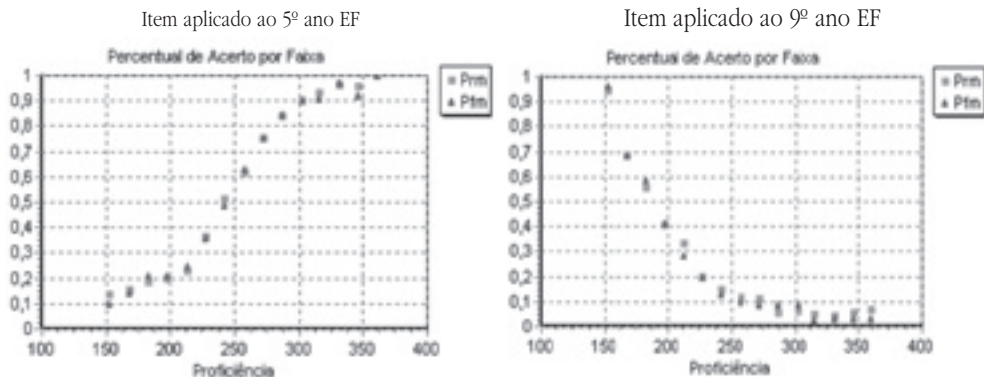 Item aplicado ao 5º ano EF
Percentual de Acerto por Faixa
Prm
Pfm
1
0,9
0,8
0,7
0,6
0,5
0,4
0,3
0,2
0,1
0
100 150 200 250 300 350 400
Proficiência
Item aplicado ao 9º ano EF
Percentual de Acerto por Faixa
Prm
Pfm
1
0,9
0,8
0,7
0,6
0,5
0,4
0,3
0,2
0,1
0
100 150 200 250 300 350 400
Proficiência